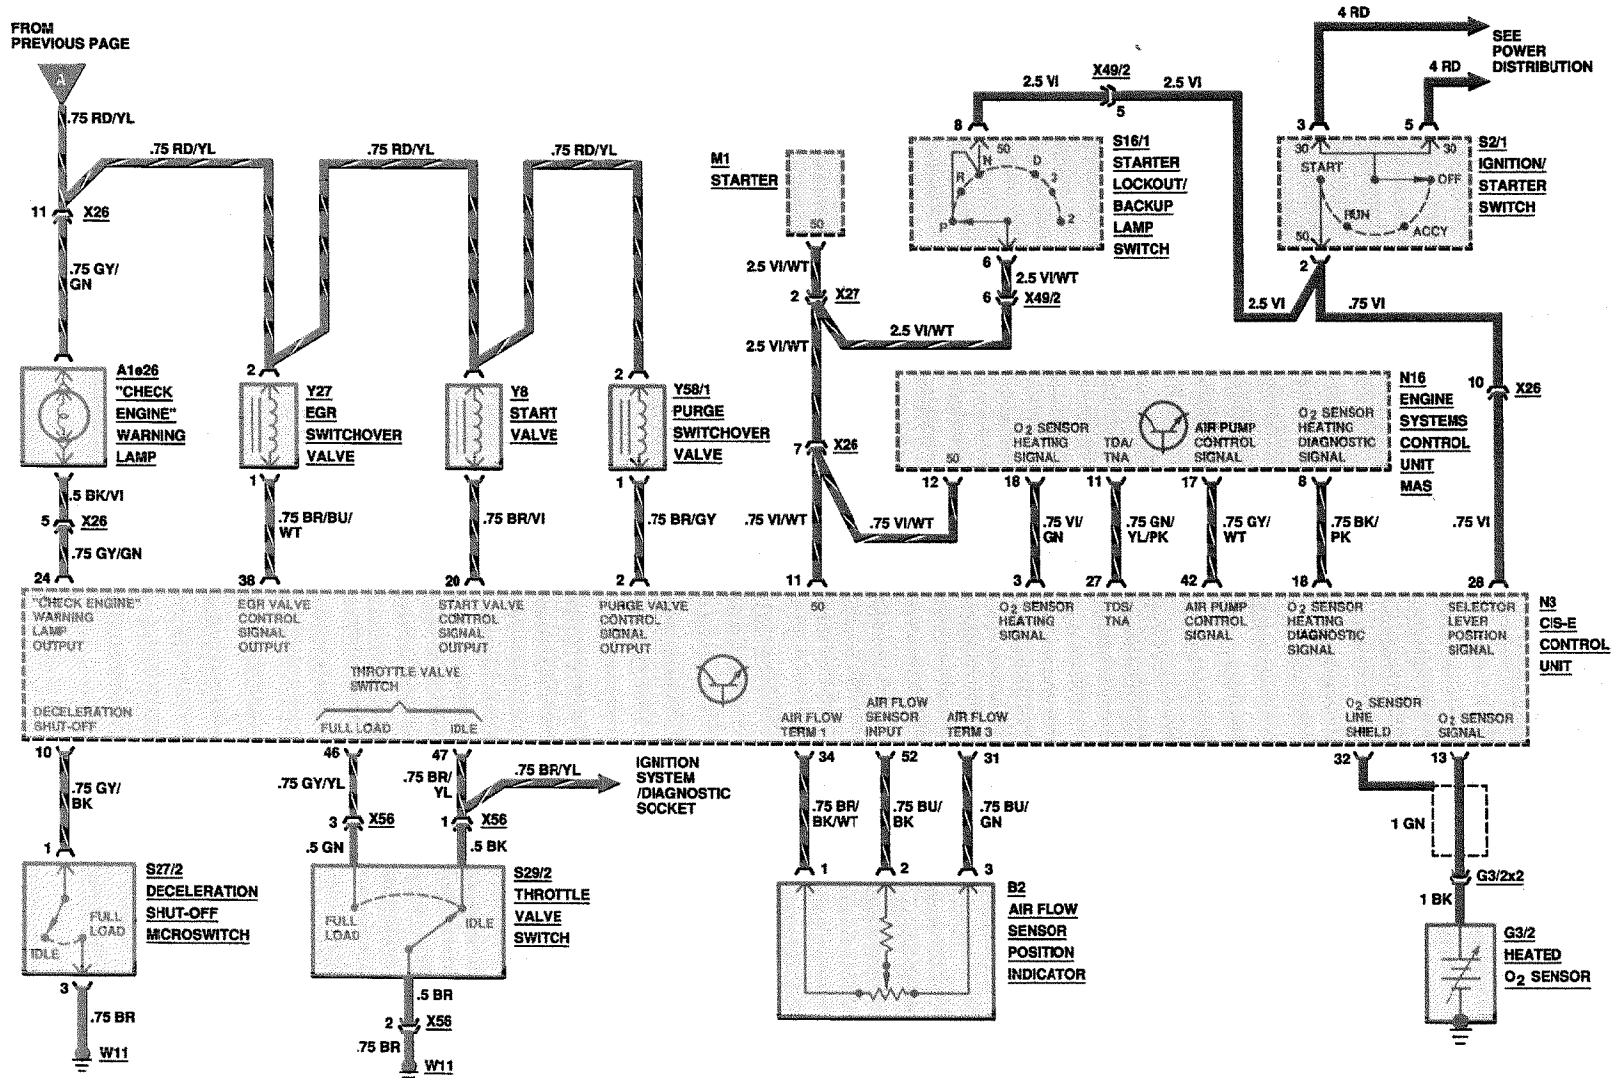 FROM
PREVIOUS PAGE
A
.75 RD/YL
.75 RD/YL
.75 RD/YL
.75 RD/YL
11 X26
.75 GY/
GN
A1e26
"CHECK
ENGINE"
WARNING
LAMP
.5 BK/VI
5 X26
.75 GY/GN
24
2
Y27
EGR
SWITCHOVER
VALVE
1
.75 BR/BU/
WT
38
Y8
START
VALVE
.75 BR/VI
20
2
Y58/1
PURGE
SWITCHOVER
VALVE
1
.75 BR/GY
2
M1
STARTER
50
2.5 VI/WT
2 X27
2.5 VI/WT
2.5 VI/WT
7 X26
.75 VI/WT
.75 VI/WT
11
12
2.5 VI
X49/2
5
2.5 VI
8
50
N
D
R
2
P
2
S16/1
STARTER
LOCKOUT/
BACKUP
LAMP
SWITCH
6
2.5 VI/WT
6 X49/2
4 RD
SEE
POWER
DISTRIBUTION
4 RD
3
5
30
30
START
OFF
RUN
ACCY
50
S2/1
IGNITION/
STARTER
SWITCH
2
2.5 VI
.75 VI
10 X26
.75 VI
28
N16
ENGINE
SYSTEMS
CONTROL
UNIT
MAS
50
O2 SENSOR
HEATING
SIGNAL
TDA/
TNA
AIR PUMP
CONTROL
SIGNAL
O2 SENSOR
HEATING
DIAGNOSTIC
SIGNAL
18
11
17
8
.75 VI/
GN
.75 GN/
YL/PK
.75 GY/
WT
.75 BK/
PK
3
27
42
18
"CHECK ENGINE"
WARNING
LAMP
OUTPUT
EGR VALVE
CONTROL
SIGNAL
OUTPUT
START VALVE
CONTROL
SIGNAL
OUTPUT
PURGE VALVE
CONTROL
SIGNAL
OUTPUT
50
O2 SENSOR
HEATING
SIGNAL
TDS/
TNA
AIR PUMP
CONTROL
SIGNAL
O2 SENSOR
HEATING
DIAGNOSTIC
SIGNAL
SELECTOR
LEVER
POSITION
SIGNAL
N3
CIS-E
CONTROL
UNIT
DECELERATION
SHUT-OFF
THROTTLE VALVE
SWITCH
FULL LOAD
IDLE
AIR FLOW
TERM 1
AIR FLOW
SENSOR
INPUT
AIR FLOW
TERM 3
O2 SENSOR
LINE
SHIELD
O2 SENSOR
SIGNAL
10
.75 GY/
BK
1
S27/2
DECELERATION
SHUT-OFF
MICROSWITCH
FULL
LOAD
IDLE
3
.75 BR
W11
46
.75 GY/YL
3 X56
.5 GN
47
.75 BR/
YL
.75 BR/YL
IGNITION
SYSTEM
/DIAGNOSTIC
SOCKET
1 X56
.5 BK
S29/2
THROTTLE
VALVE
SWITCH
FULL
LOAD
IDLE
.5 BR
2 X56
.75 BR
W11
34
52
31
.75 BR/
BK/WT
.75 BU/
BK
.75 BU/
GN
1
2
3
B2
AIR FLOW
SENSOR
POSITION
INDICATOR
32
13
1 GN
G3/2x2
1 BK
G3/2
HEATED
O2 SENSOR